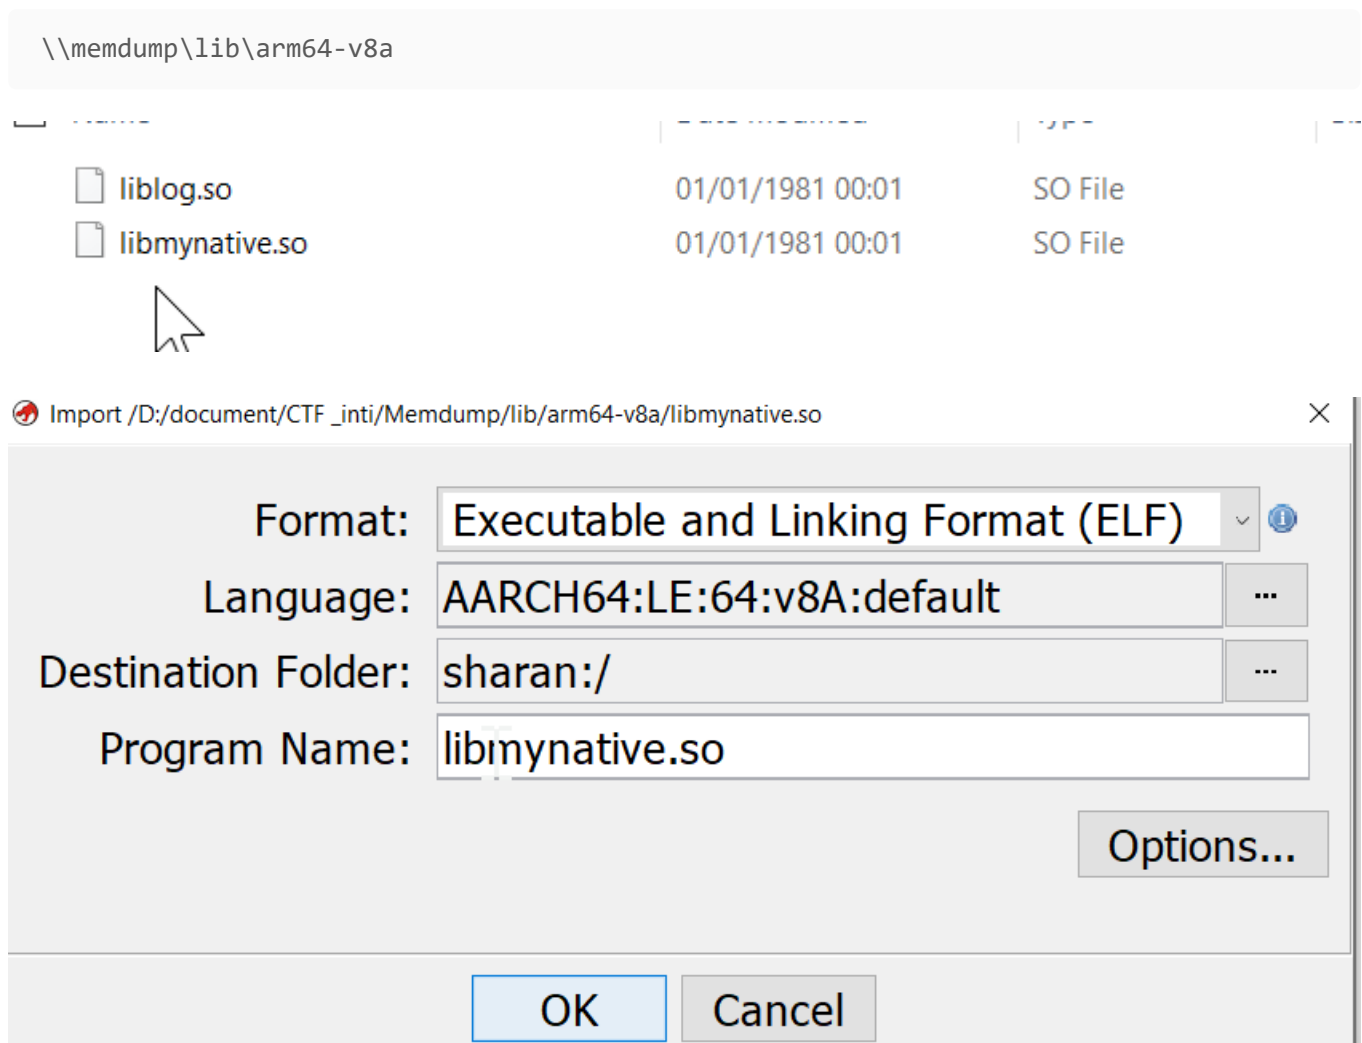 \\memdump\lib\arm64-v8a
liblog.so 01/01/1981 00:01 SO File
libmynative.so 01/01/1981 00:01 SO File
Import /D:/document/CTF _inti/Memdump/lib/arm64-v8a/libmynative.so
Format: Executable and Linking Format (ELF)
Language: AARCH64:LE:64:v8A:default ...
Destination Folder: sharan:/ ...
Program Name: libmynative.so
Options...
OK Cancel